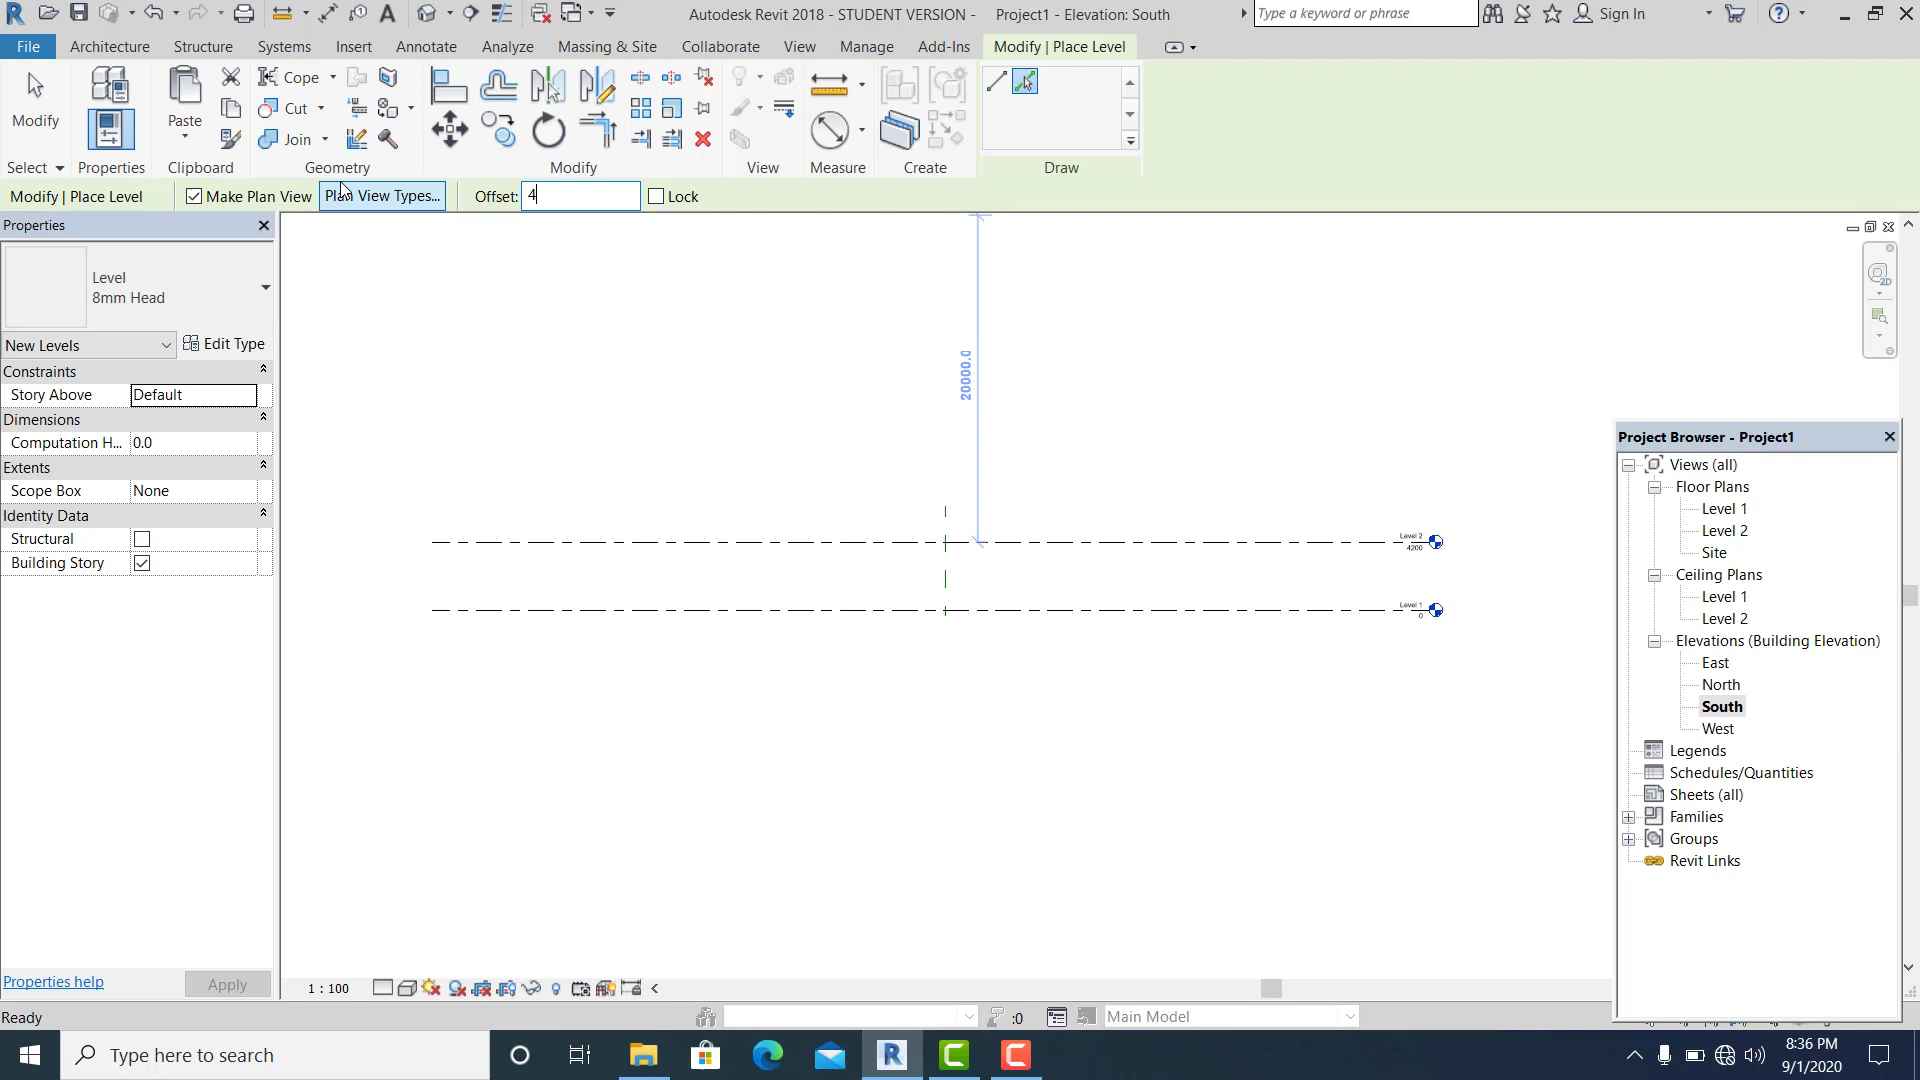 Autodesk Revit 2018 - STUDENT VERSION - Project1 - Elevation: South
Type a keyword or phrase
Sign In
File Architecture Structure Systems Insert Annotate Analyze Massing & Site Collaborate View Manage Add-Ins Modify | Place Level
Modify
Paste
Cope
Cut
Join
Select Properties Clipboard Geometry Modify View Measure Create Draw
Modify | Place Level Make Plan View Plan View Types... Offset: 4 Lock
Properties
Level
8mm Head
New Levels Edit Type
Constraints
Story Above Default
Dimensions
Computation H... 0.0
Extents
Scope Box None
Identity Data
Structural
Building Story
Properties help Apply
20000.0
Level 2
4200
Level 1
0
2D
Project Browser - Project1
Views (all)
Floor Plans
Level 1
Level 2
Site
Ceiling Plans
Level 1
Level 2
Elevations (Building Elevation)
East
North
South
West
Legends
Schedules/Quantities
Sheets (all)
Families
Groups
Revit Links
1 : 100
Ready
:0
Main Model
Type here to search
8:36 PM
9/1/2020